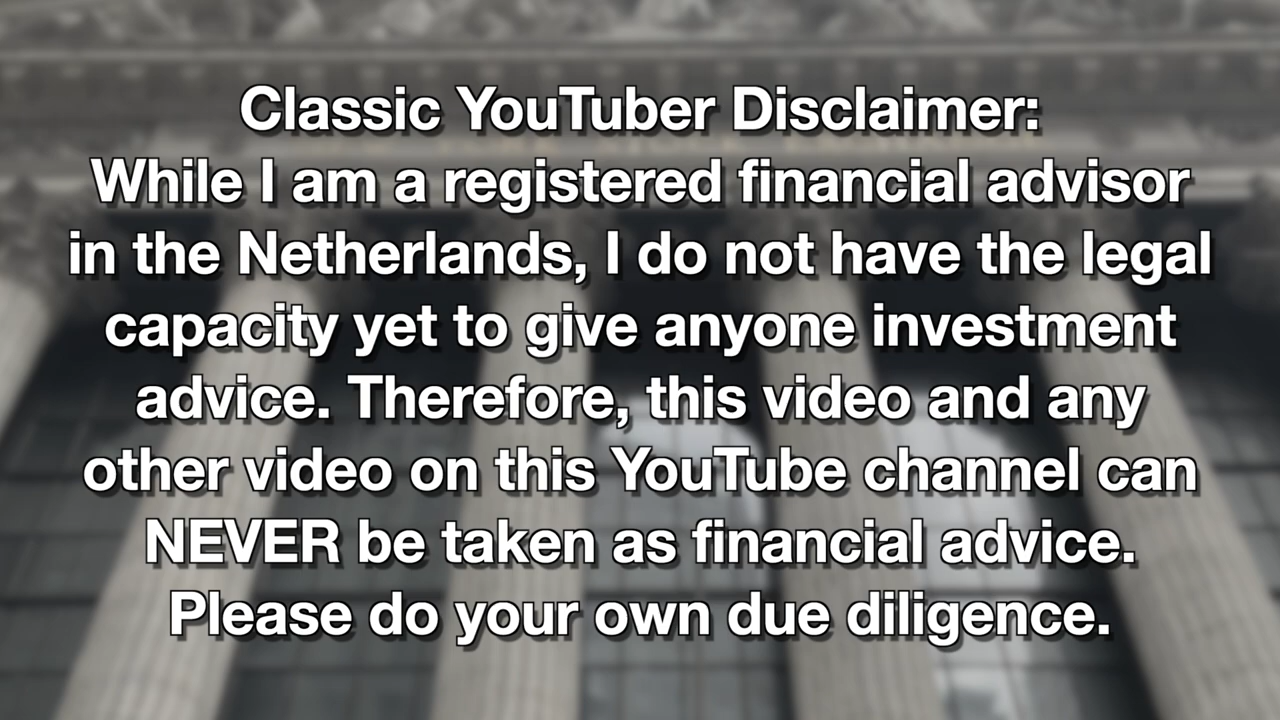 Classic YouTuber Disclaimer:
While I am a registered financial advisor
in the Netherlands, I do not have the legal
capacity yet to give anyone investment
advice. Therefore, this video and any
other video on this YouTube channel can
NEVER be taken as financial advice.
Please do your own due diligence.